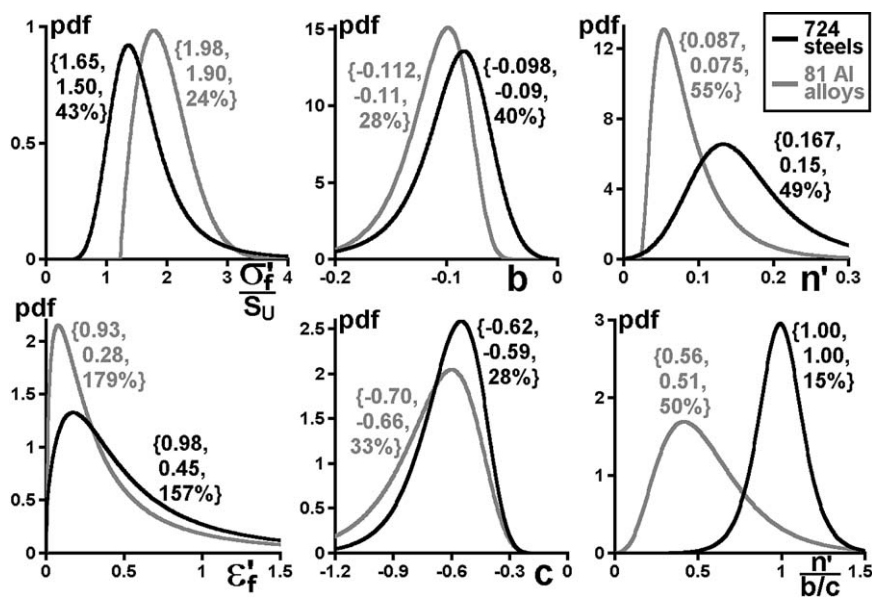 pdf
{1.65,
1.50,
43%}
{1.98,
1.90,
24%}
1
0.5
0
0 1 2 3 4
σ'f
SU
pdf
{-0.112,
-0.11,
28%}
{-0.098,
-0.09,
40%}
15
10
5
0
-0.2 -0.1 0
b
pdf
{0.087,
0.075,
55%}
{0.167,
0.15,
49%}
724
steels
81 Al
alloys
12
8
4
0
0 0.1 0.2 0.3
n'
pdf
{0.93,
0.28,
179%}
{0.98,
0.45,
157%}
2
1.5
1
0.5
0
0 0.5 1 1.5
ε'f
pdf
{-0.70,
-0.66,
33%}
{-0.62,
-0.59,
28%}
2.5
2
1.5
1
0.5
0
-1.2 -0.9 -0.6 -0.3 0
c
pdf
{0.56,
0.51,
50%}
{1.00,
1.00,
15%}
3
2
1
0
0 0.5 1 1.5
n'
b/c